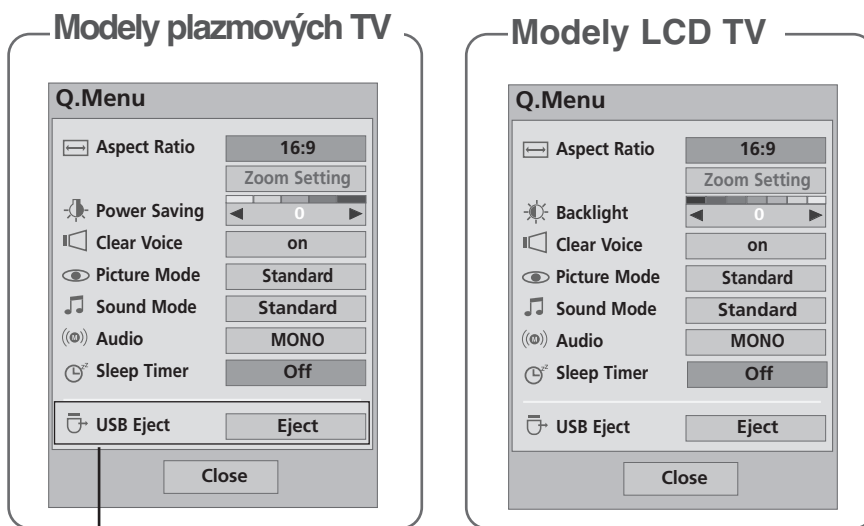 Modely plazmových TV
Q.Menu
Aspect Ratio 16:9
Zoom Setting
Power Saving 0
Clear Voice on
Picture Mode Standard
Sound Mode Standard
Audio MONO
Sleep Timer Off
USB Eject Eject
Close
Modely LCD TV
Q.Menu
Aspect Ratio 16:9
Zoom Setting
Backlight 0
Clear Voice on
Picture Mode Standard
Sound Mode Standard
Audio MONO
Sleep Timer Off
USB Eject Eject
Close